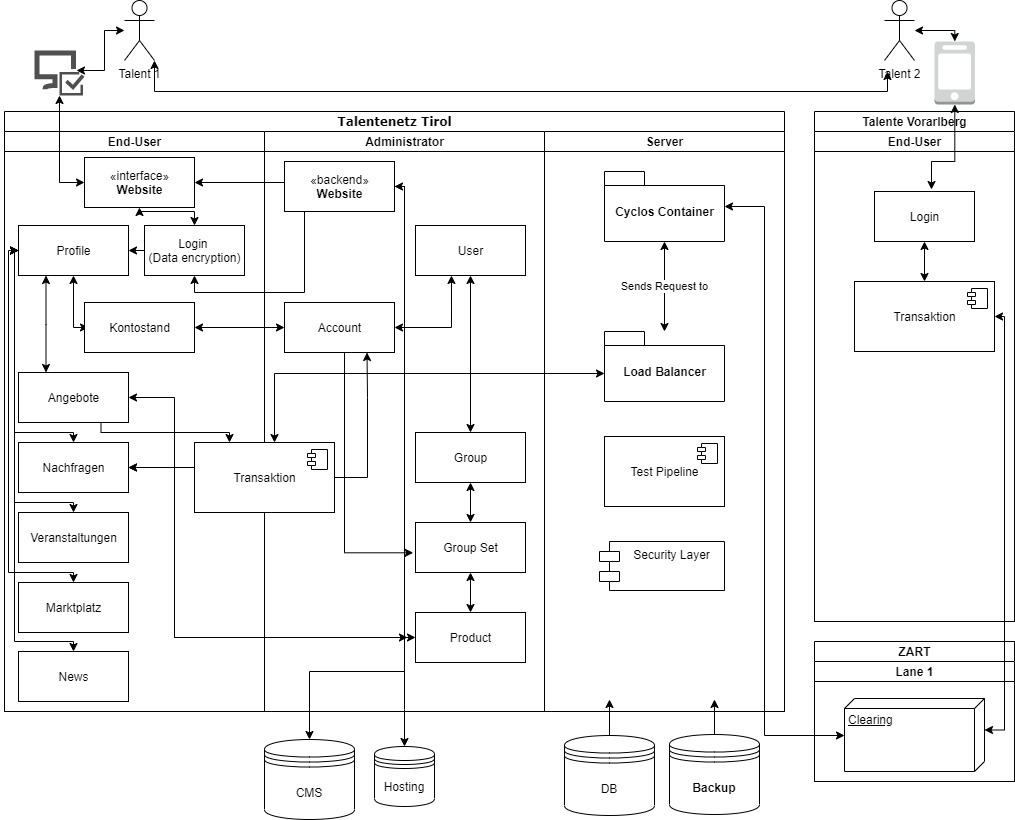 Talent 1
Talent 2
Talentenetz Tirol
End-User
Administrator
Server
«interface»
Website
«backend»
Website
Cyclos Container
Profile
Login
(Data encryption)
User
Sends Request to
Kontostand
Account
Load Balancer
Angebote
Nachfragen
Transaktion
Group
Test Pipeline
Veranstaltungen
Group Set
Security Layer
Marktplatz
Product
News
CMS
Hosting
DB
Backup
Talente Vorarlberg
End-User
Login
Transaktion
ZART
Lane 1
Clearing